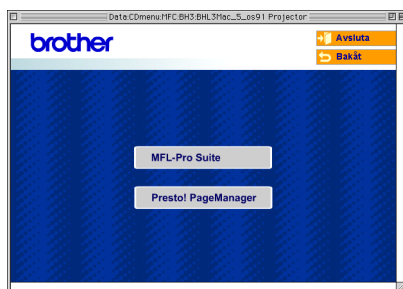 Data:CDmenu:MFC:BH3:BHL3Mac_5_os91 Projector
brother
Avsluta
Bakåt
MFL-Pro Suite
Presto! PageManager